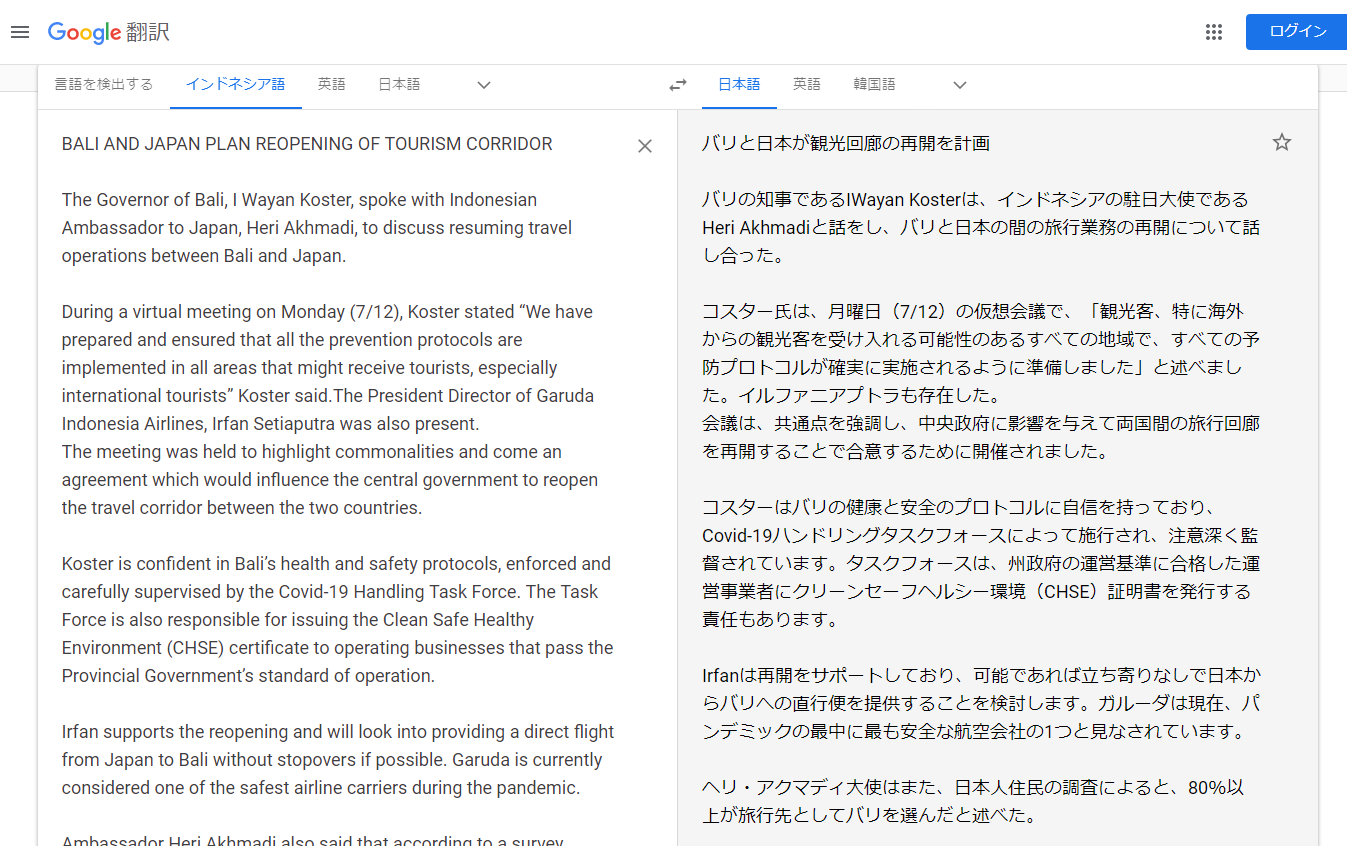 Google 翻訳
ログイン
言語を検出する インドネシア語 英語 日本語
日本語 英語 韓国語
BALI AND JAPAN PLAN REOPENING OF TOURISM CORRIDOR
The Governor of Bali, I Wayan Koster, spoke with Indonesian
Ambassador to Japan, Heri Akhmadi, to discuss resuming travel
operations between Bali and Japan.
During a virtual meeting on Monday (7/12), Koster stated “We have
prepared and ensured that all the prevention protocols are
implemented in all areas that might receive tourists, especially
international tourists” Koster said.The President Director of Garuda
Indonesia Airlines, Irfan Setiaputra was also present.
The meeting was held to highlight commonalities and come an
agreement which would influence the central government to reopen
the travel corridor between the two countries.
Koster is confident in Bali’s health and safety protocols, enforced and
carefully supervised by the Covid-19 Handling Task Force. The Task
Force is also responsible for issuing the Clean Safe Healthy
Environment (CHSE) certificate to operating businesses that pass the
Provincial Government’s standard of operation.
Irfan supports the reopening and will look into providing a direct flight
from Japan to Bali without stopovers if possible. Garuda is currently
considered one of the safest airline carriers during the pandemic.
Ambassador Heri Akhmadi also said that according to a survey
バリと日本が観光回廊の再開を計画
バリの知事であるIWayan Kosterは、インドネシアの駐日大使である
Heri Akhmadiと話をし、バリと日本の間の旅行業務の再開について話
し合った。
コスター氏は、月曜日（7/12）の仮想会議で、「観光客、特に海外
からの観光客を受け入れる可能性のあるすべての地域で、すべての予
防プロトコルが確実に実施されるように準備しました」と述べまし
た。イルファニアプトラも存在した。
会議は、共通点を強調し、中央政府に影響を与えて両国間の旅行回廊
を再開することで合意するために開催されました。
コスターはバリの健康と安全のプロトコルに自信を持っており、
Covid-19ハンドリングタスクフォースによって施行され、注意深く監
督されています。タスクフォースは、州政府の運営基準に合格した運
営事業者にクリーンセーフヘルシー環境（CHSE）証明書を発行する
責任もあります。
Irfanは再開をサポートしており、可能であれば立ち寄りなしで日本か
らバリへの直行便を提供することを検討します。ガルーダは現在、パ
ンデミックの最中に最も安全な航空会社の1つと見なされています。
ヘリ・アクマディ大使はまた、日本人住民の調査によると、80％以
上が旅行先としてバリを選んだと述べた。